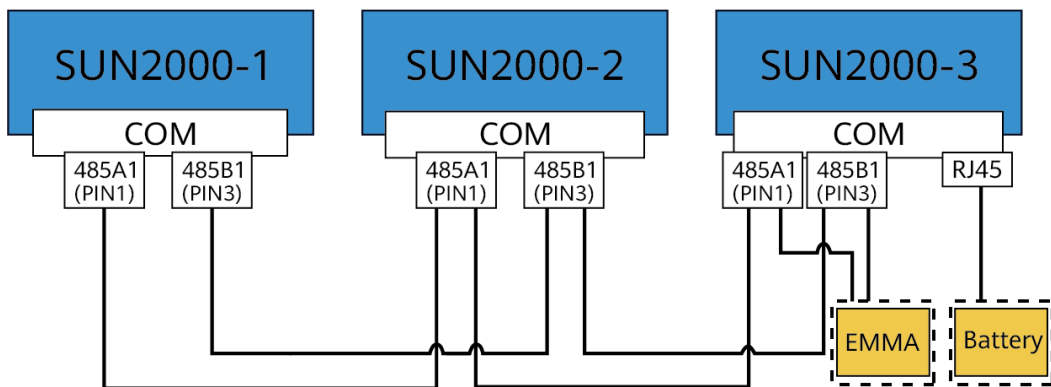 SUN2000-1
SUN2000-2
SUN2000-3
COM
COM
COM
485A1
(PIN1)
485B1
(PIN3)
485A1
(PIN1)
485B1
(PIN3)
485A1
(PIN1)
485B1
(PIN3)
RJ45
EMMA
Battery